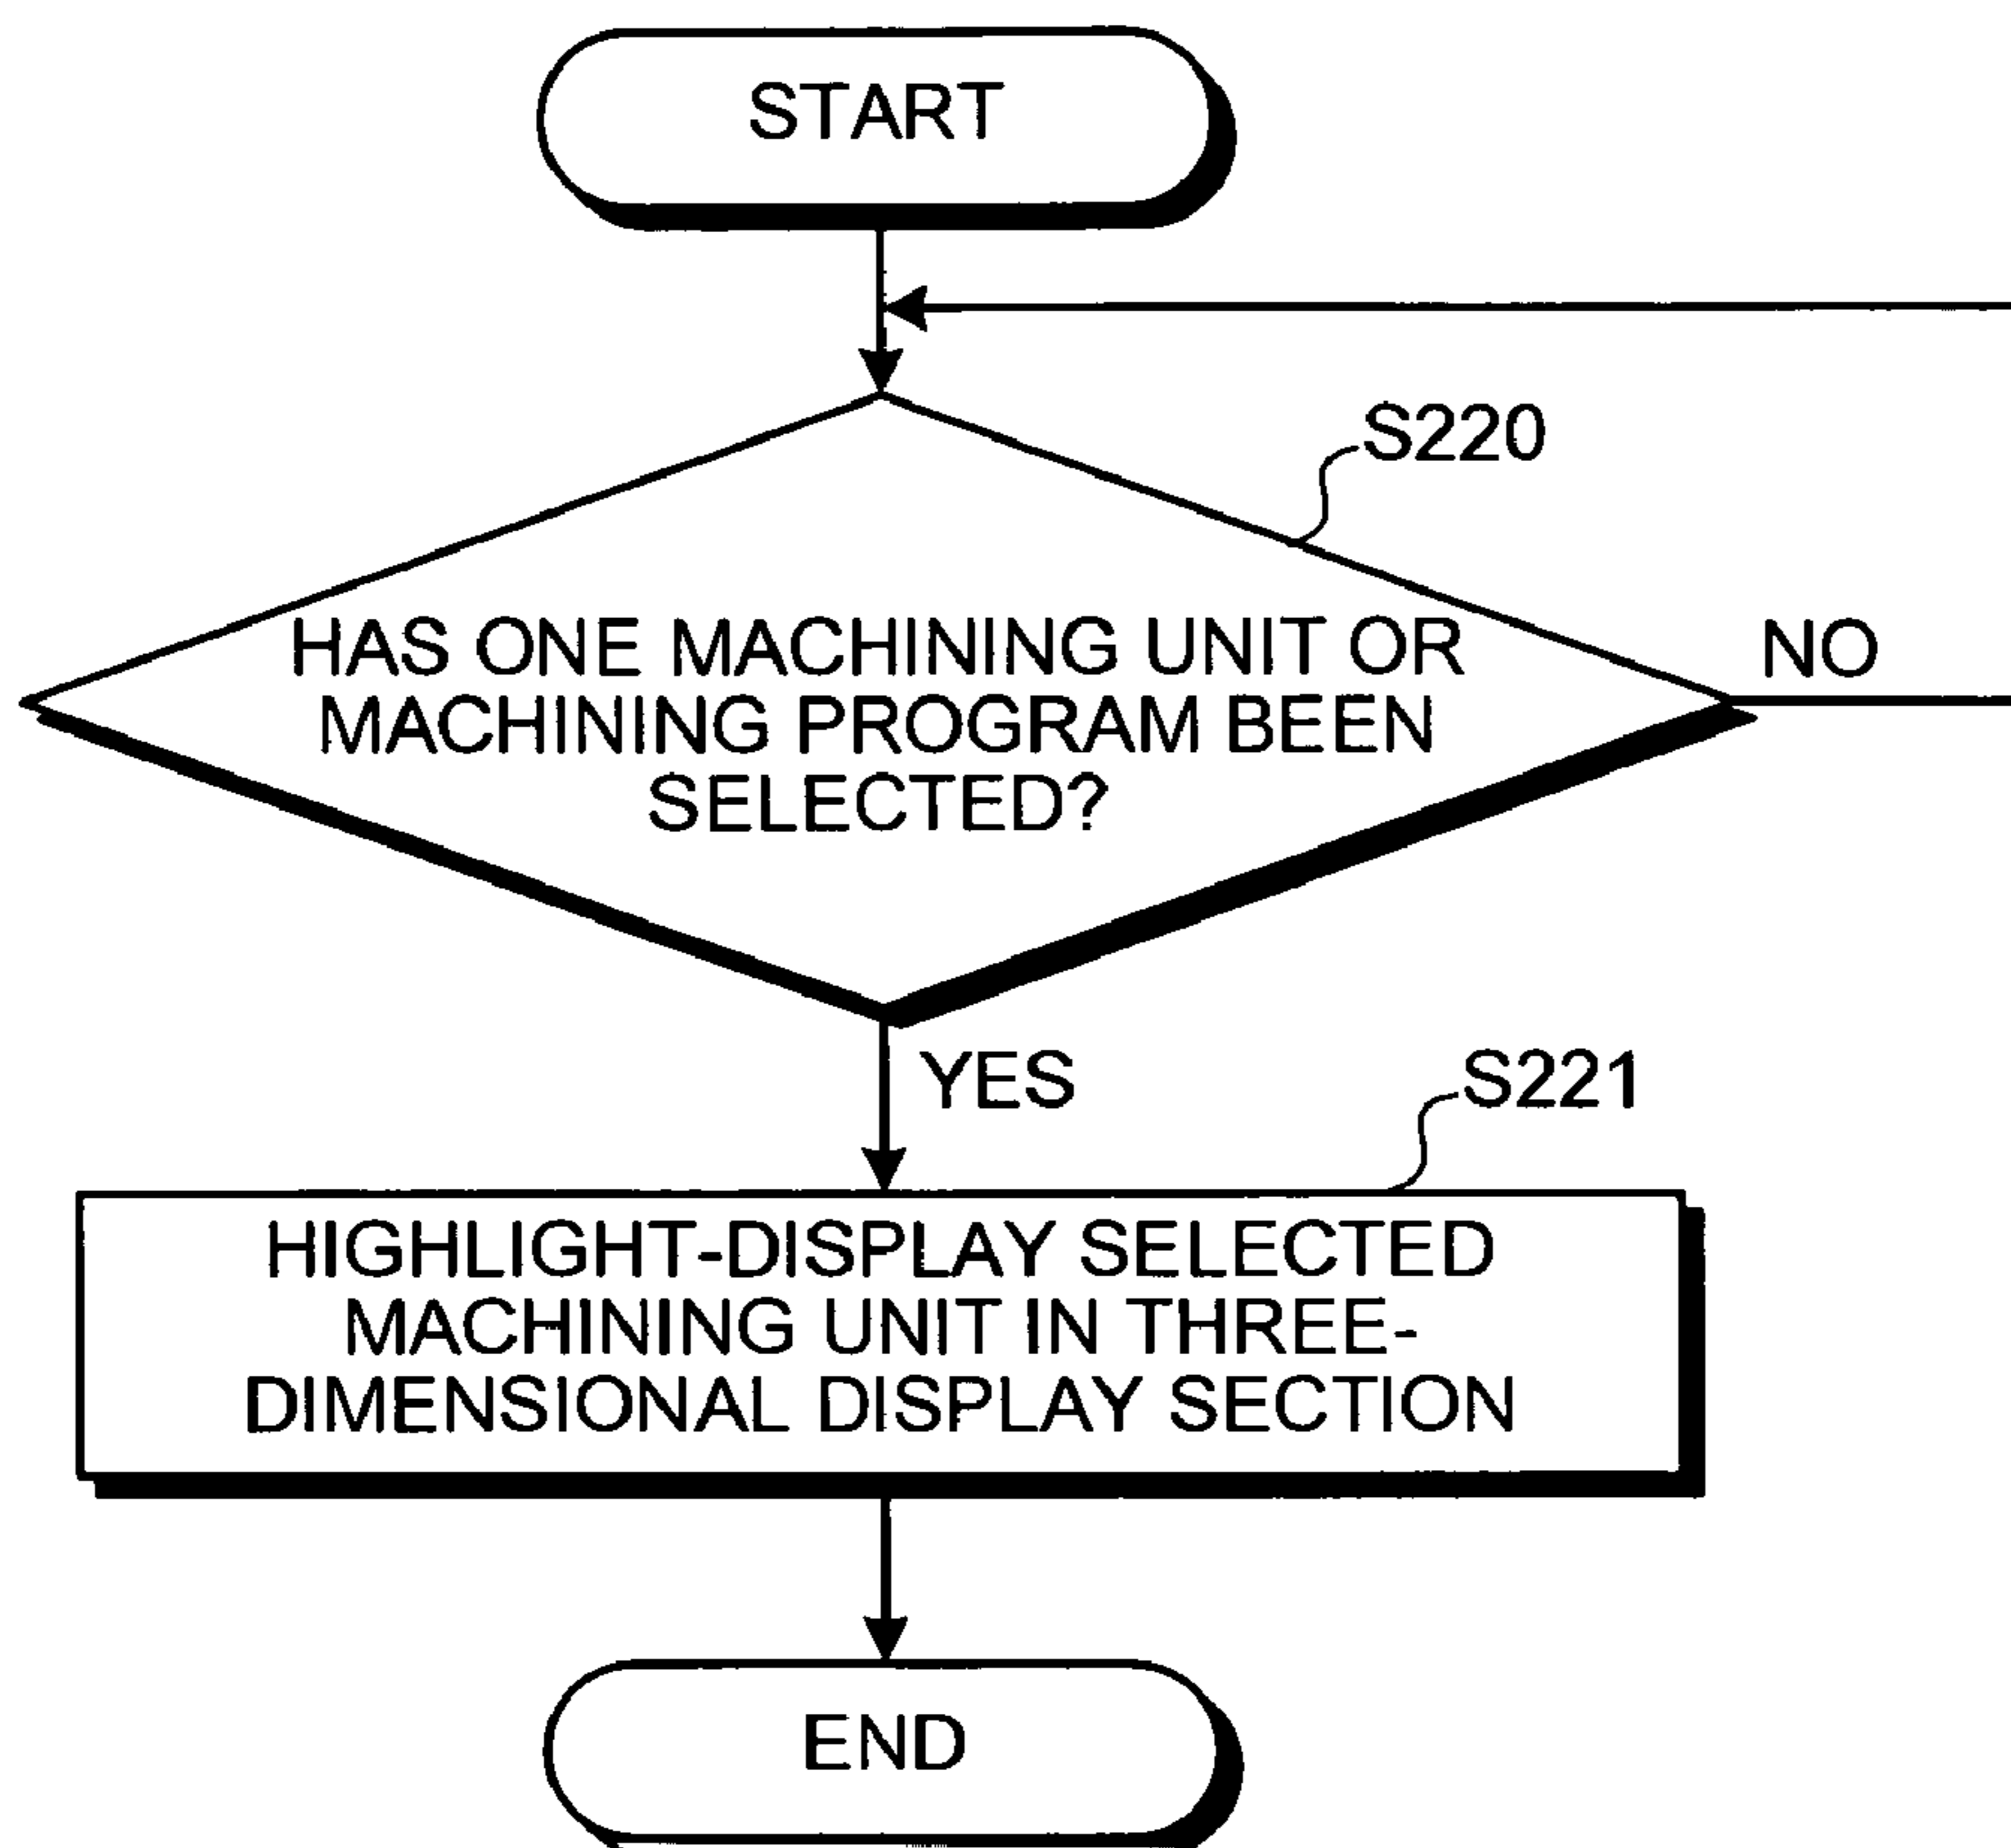 START
S220
HAS ONE MACHINING UNIT OR
MACHINING PROGRAM BEEN
SELECTED?
NO
YES
S221
HIGHLIGHT-DISPLAY SELECTED
MACHINING UNIT IN THREE-
DIMENSIONAL DISPLAY SECTION
END